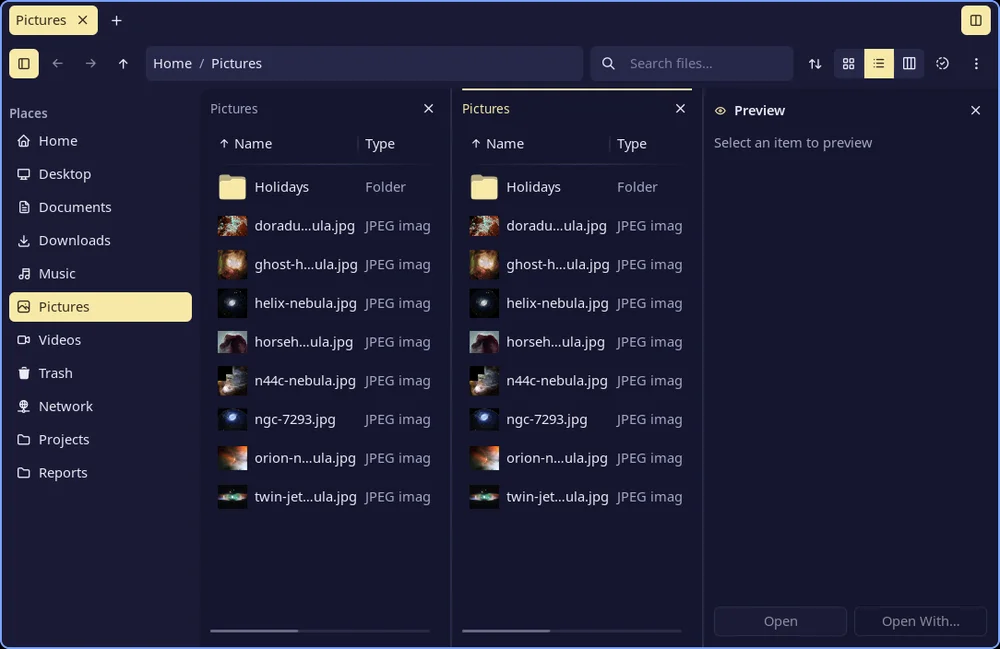 Pictures
Home / Pictures
Search files...
Places
Home
Desktop
Documents
Downloads
Music
Pictures
Videos
Trash
Network
Projects
Reports
Pictures
Name Type
Holidays Folder
doradu...ula.jpg JPEG imag
ghost-h...ula.jpg JPEG imag
helix-nebula.jpg JPEG imag
horseh...ula.jpg JPEG imag
n44c-nebula.jpg JPEG imag
ngc-7293.jpg JPEG imag
orion-n...ula.jpg JPEG imag
twin-jet...ula.jpg JPEG imag
Pictures
Name Type
Holidays Folder
doradu...ula.jpg JPEG imag
ghost-h...ula.jpg JPEG imag
helix-nebula.jpg JPEG imag
horseh...ula.jpg JPEG imag
n44c-nebula.jpg JPEG imag
ngc-7293.jpg JPEG imag
orion-n...ula.jpg JPEG imag
twin-jet...ula.jpg JPEG imag
Preview
Select an item to preview
Open Open With...